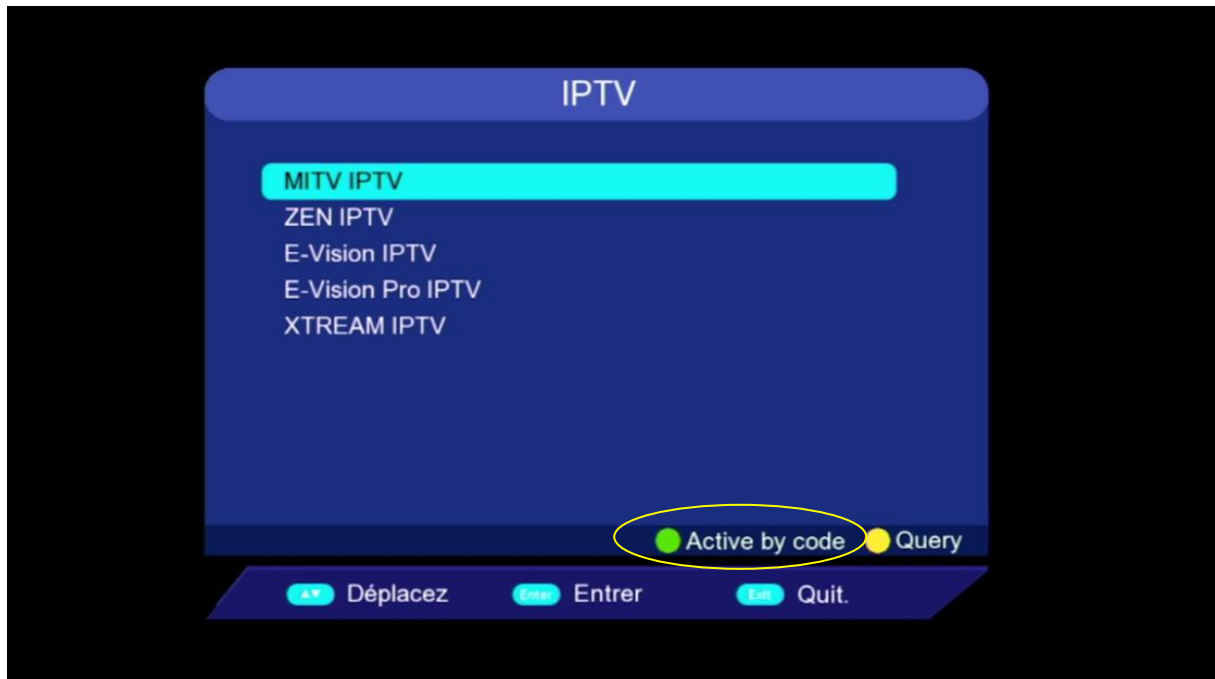 IPTV
MITV IPTV
ZEN IPTV
E-Vision IPTV
E-Vision Pro IPTV
XTREAM IPTV
Active by code Query
Déplacez Enter Entrer Exit Quit.